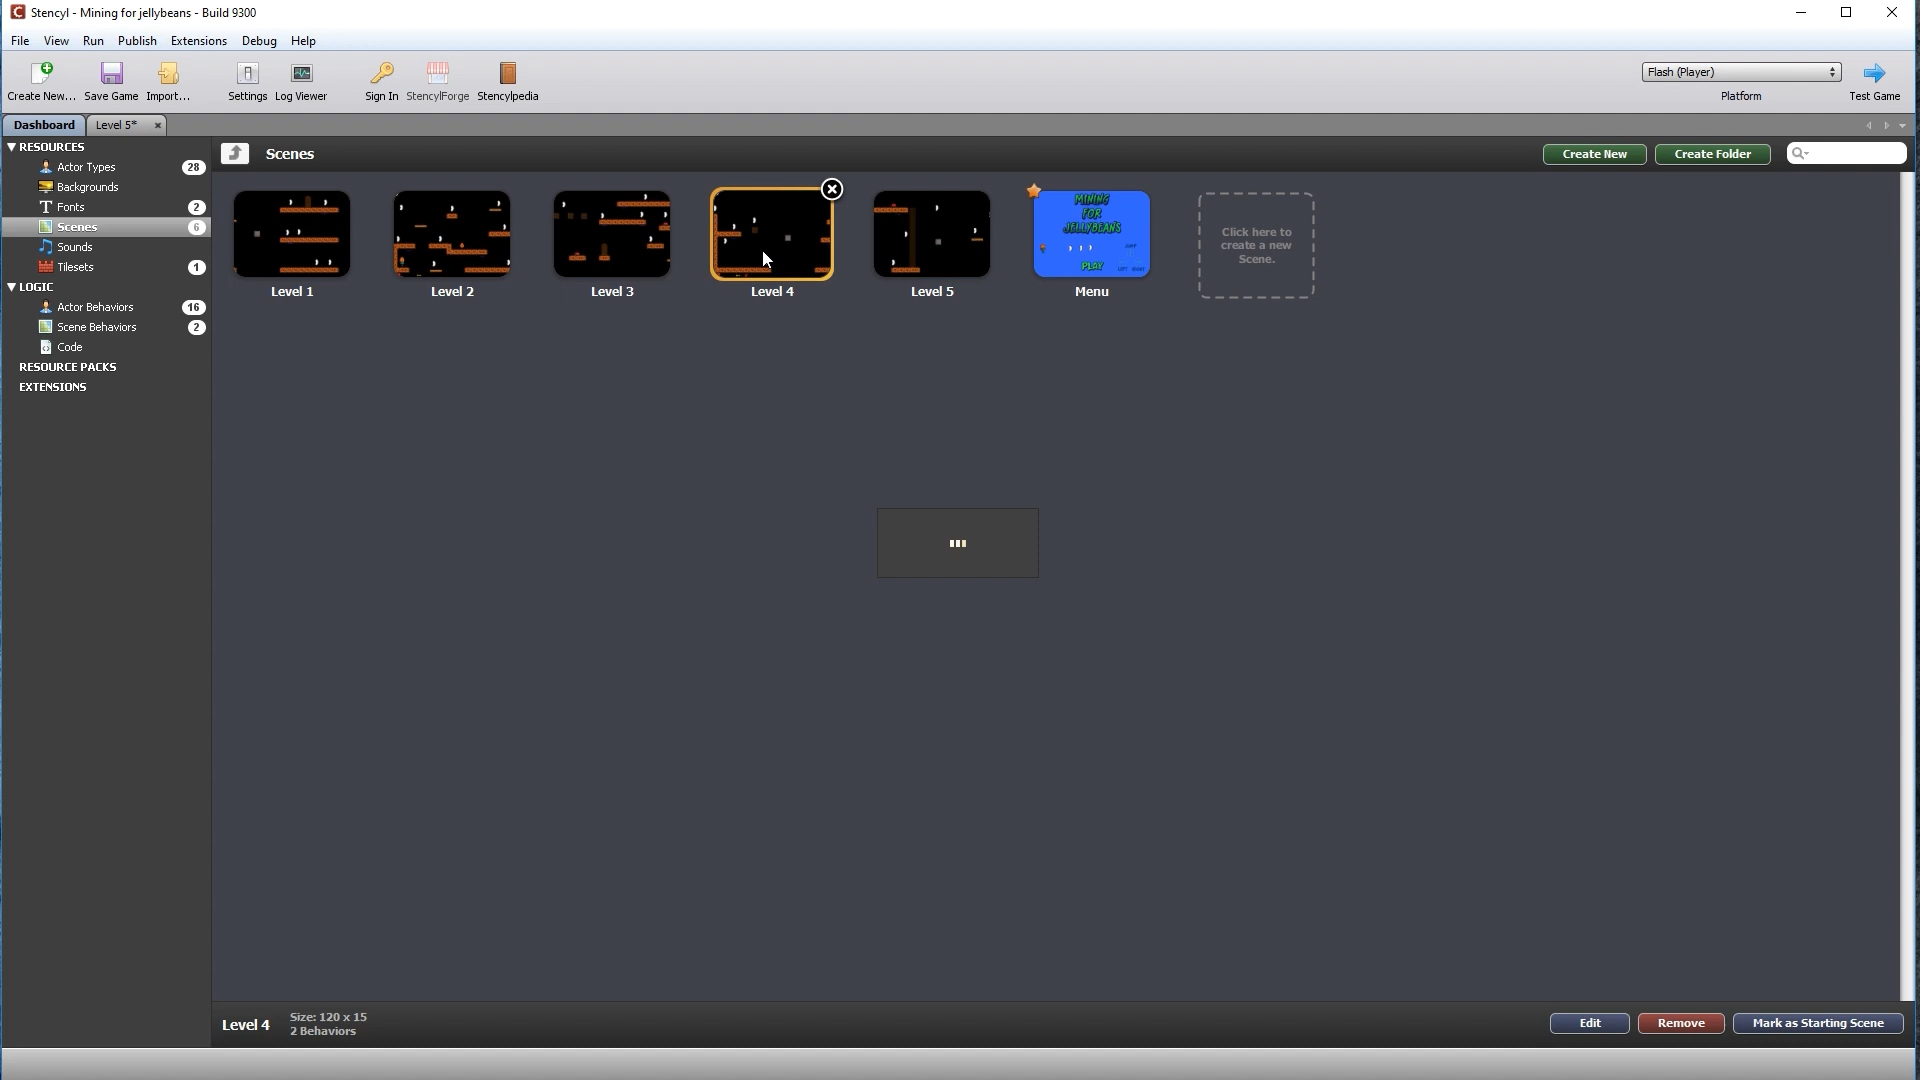 Stencyl - Mining for jellybeans - Build 9300
File View Run Publish Extensions Debug Help
Create New... Save Game Import... Settings Log Viewer Sign In StencylForge Stencylpedia
Flash (Player)
Platform
Test Game
Dashboard Level 5*
RESOURCES
Actor Types 28
Backgrounds
Fonts 2
Scenes 6
Sounds
Tilesets 1
LOGIC
Actor Behaviors 16
Scene Behaviors 2
Code
RESOURCE PACKS
EXTENSIONS
Scenes
Create New Create Folder
MINING
FOR
JELLYBEANS
JUMP
PLAY
LEFT RIGHT
Click here to
create a new
Scene.
Level 1 Level 2 Level 3 Level 4 Level 5 Menu
Level 4
Size: 120 x 15
2 Behaviors
Edit Remove Mark as Starting Scene